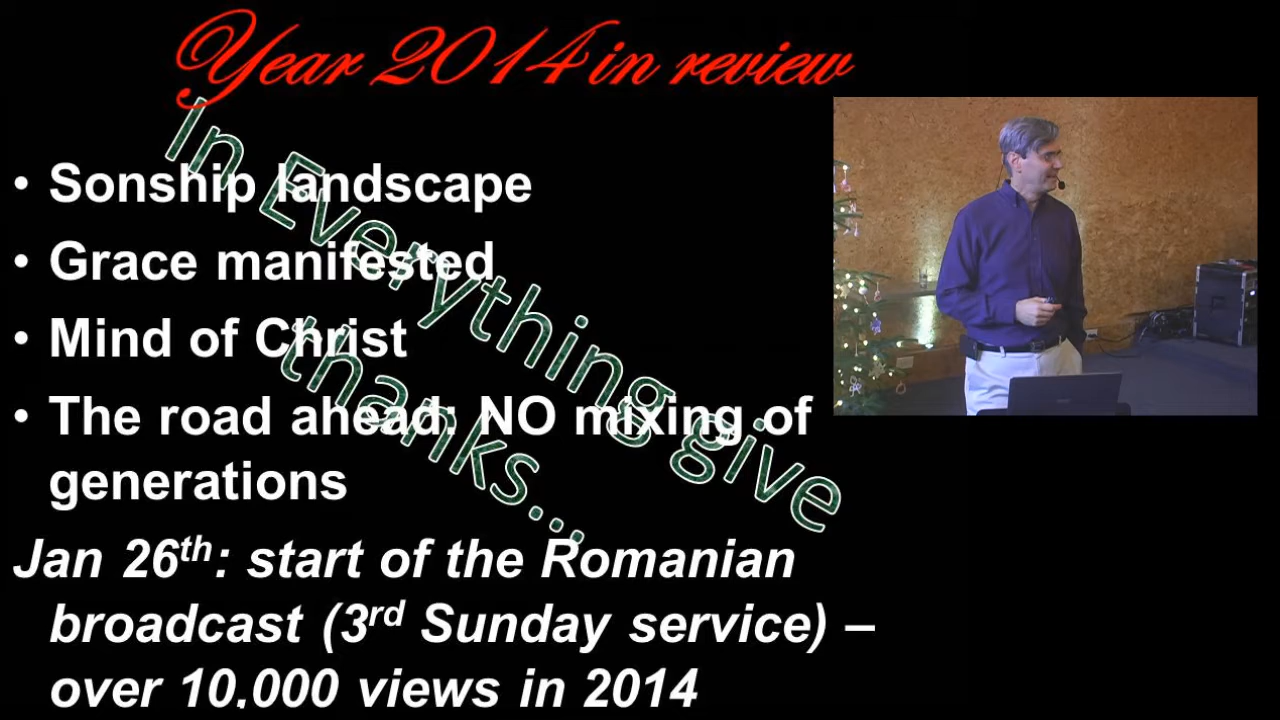 Year 2014 in review
In Everything give
thanks...
• Sonship landscape
• Grace manifested
• Mind of Christ
• The road ahead: NO mixing of
generations
Jan 26th: start of the Romanian
broadcast (3rd Sunday service) –
over 10,000 views in 2014